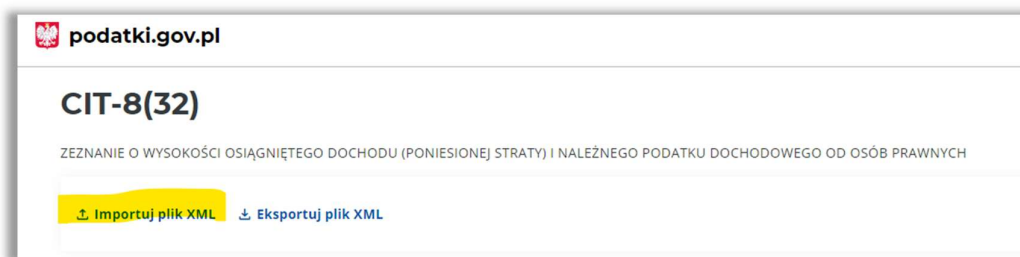 podatki.gov.pl
CIT-8(32)
ZEZNANIE O WYSOKOŚCI OSIĄGNIĘTEGO DOCHODU (PONIESIONEJ STRATY) I NALEŻNEGO PODATKU DOCHODOWEGO OD OSÓB PRAWNYCH
Importuj plik XML Eksportuj plik XML